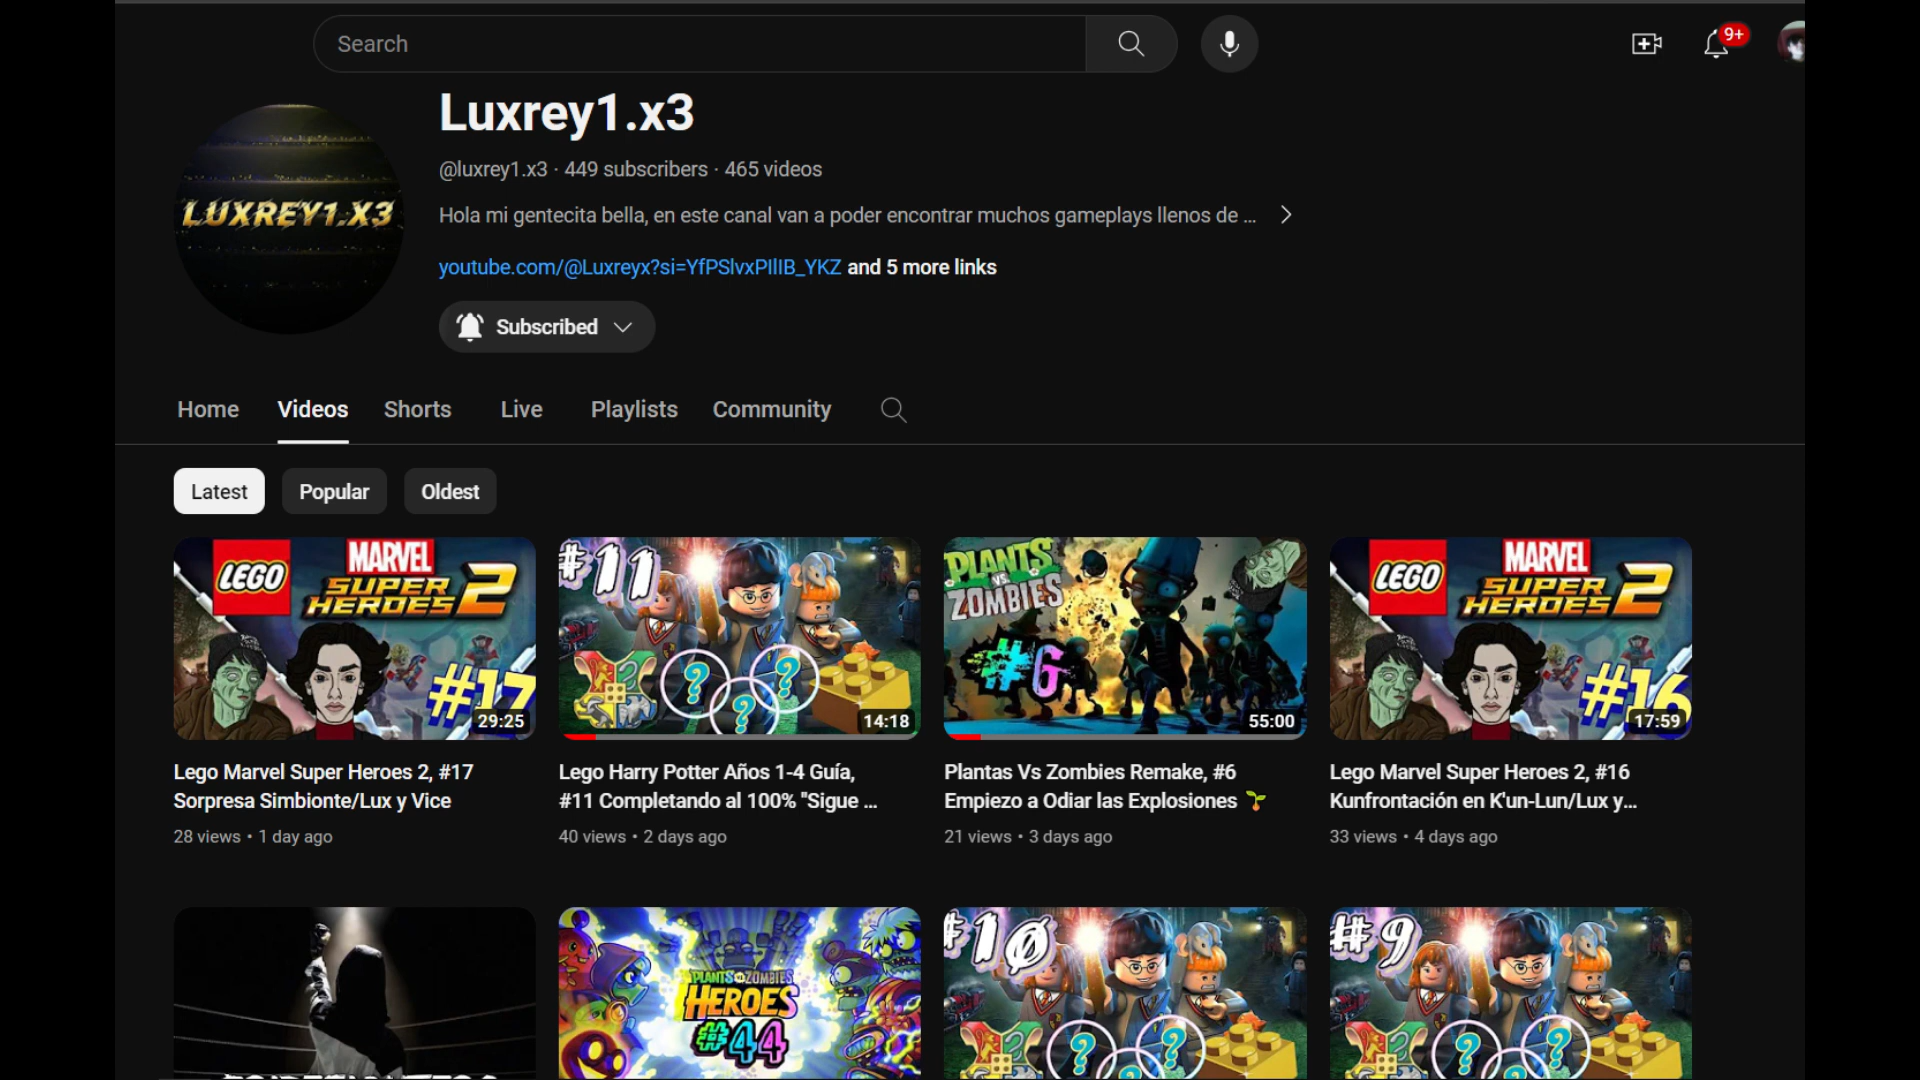 Search
9+
Luxrey1.x3
LUXREY1.X3
@luxrey1.x3 · 449 subscribers · 465 videos
Hola mi gentecita bella, en este canal van a poder encontrar muchos gameplays llenos de ...
youtube.com/@Luxreyx?si=YfPSlvxPIlIB_YKZ and 5 more links
Subscribed
Home Videos Shorts Live Playlists Community
Latest Popular Oldest
LEGO MARVEL SUPER HEROES 2
#17
29:25
#11
? ? ?
14:18
PLANTS VS. ZOMBIES
#6
55:00
LEGO MARVEL SUPER HEROES 2
#16
17:59
Lego Marvel Super Heroes 2, #17
Sorpresa Simbionte/Lux y Vice
28 views • 1 day ago
Lego Harry Potter Años 1-4 Guía,
#11 Completando al 100% "Sigue ...
40 views • 2 days ago
Plantas Vs Zombies Remake, #6
Empiezo a Odiar las Explosiones 🌱
21 views • 3 days ago
Lego Marvel Super Heroes 2, #16
Kunfrontación en K'un-Lun/Lux y...
33 views • 4 days ago
PLANTS VS ZOMBIES
HEROES
#44
#10
? ? ?
#9
? ? ?